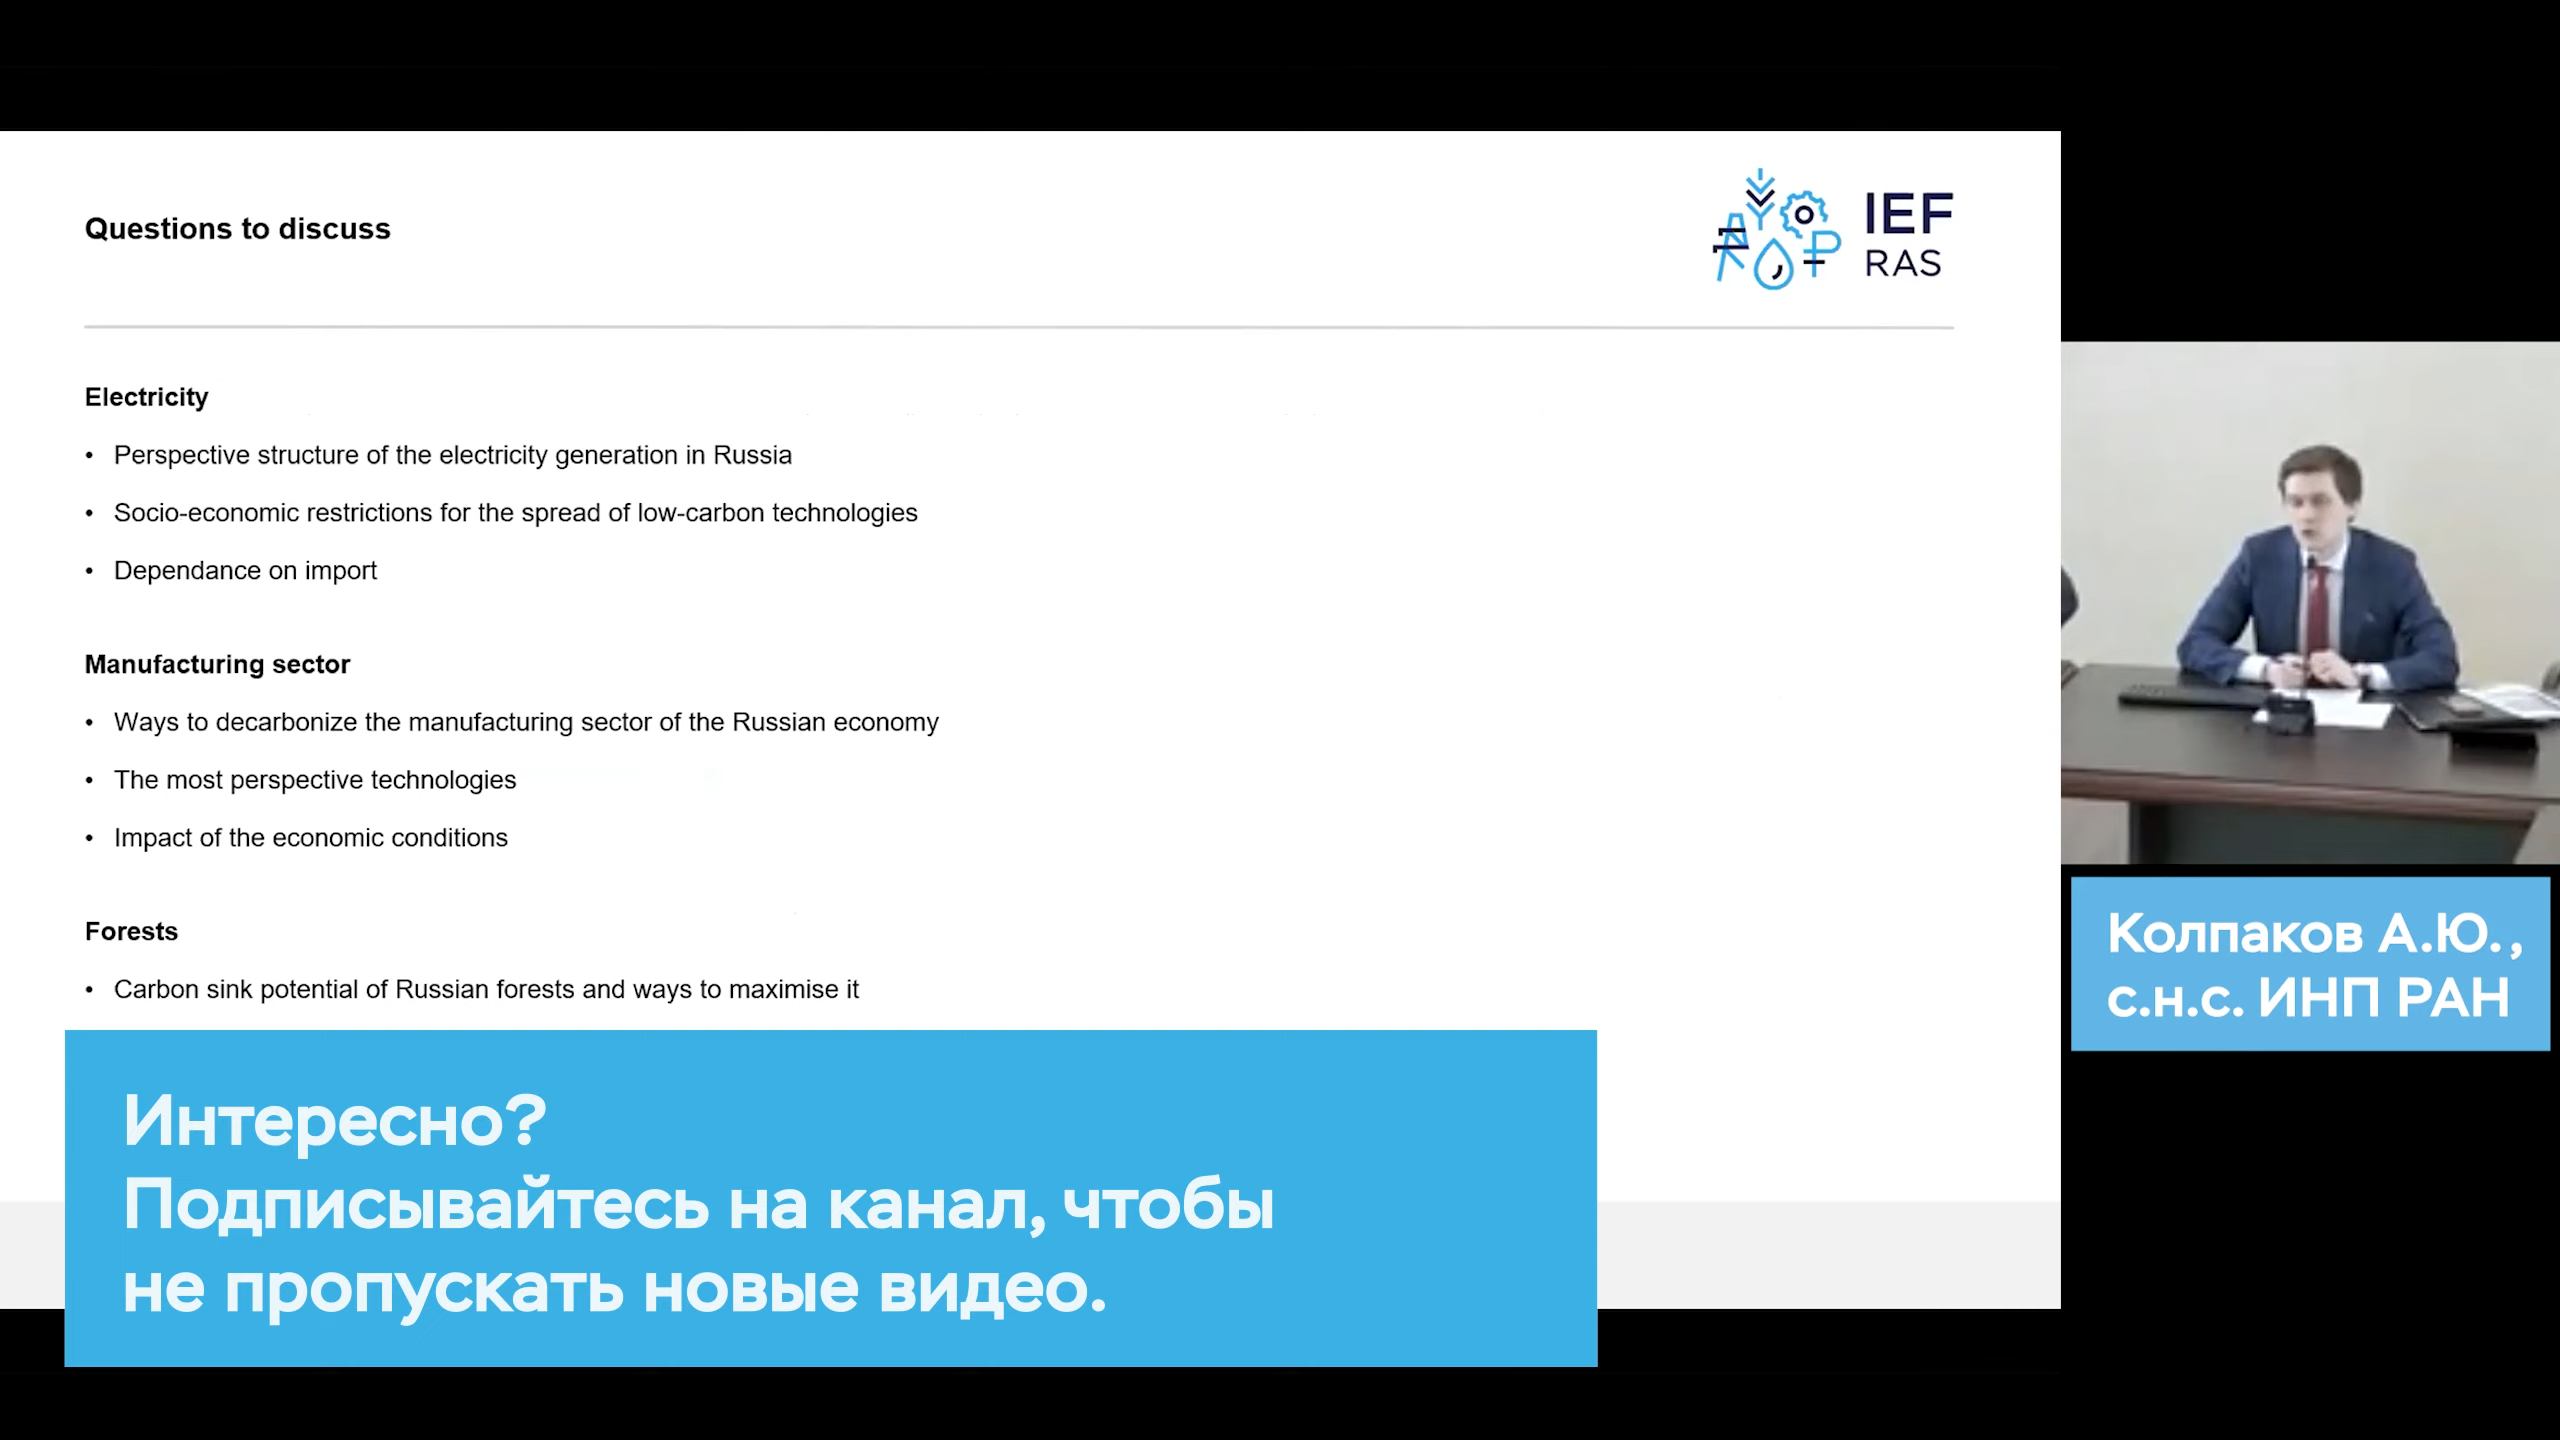 Questions to discuss
IEF
RAS
Electricity
• Perspective structure of the electricity generation in Russia
• Socio-economic restrictions for the spread of low-carbon technologies
• Dependance on import
Manufacturing sector
• Ways to decarbonize the manufacturing sector of the Russian economy
• The most perspective technologies
• Impact of the economic conditions
Forests
• Carbon sink potential of Russian forests and ways to maximise it
Колпаков А.Ю.,
с.н.с. ИНП РАН
Интересно?
Подписывайтесь на канал, чтобы
не пропускать новые видео.